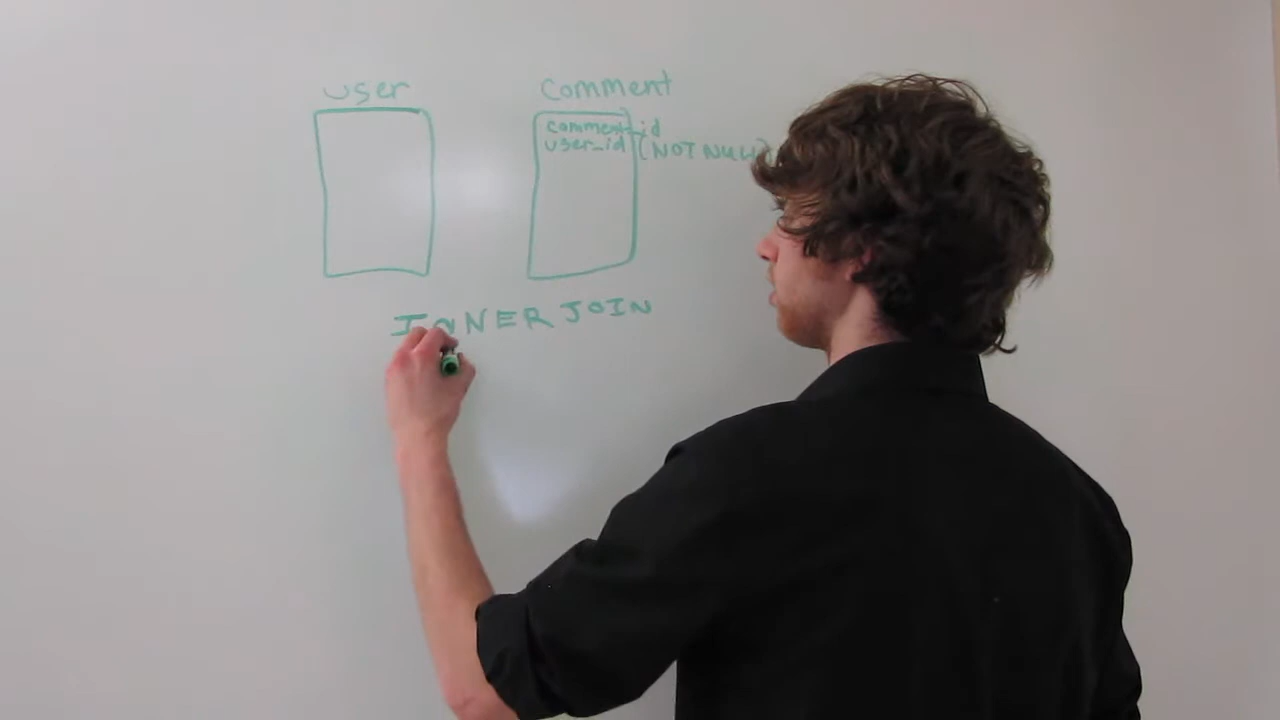 user
comment
comment_id
user_id (NOT NULL
INNER JOIN